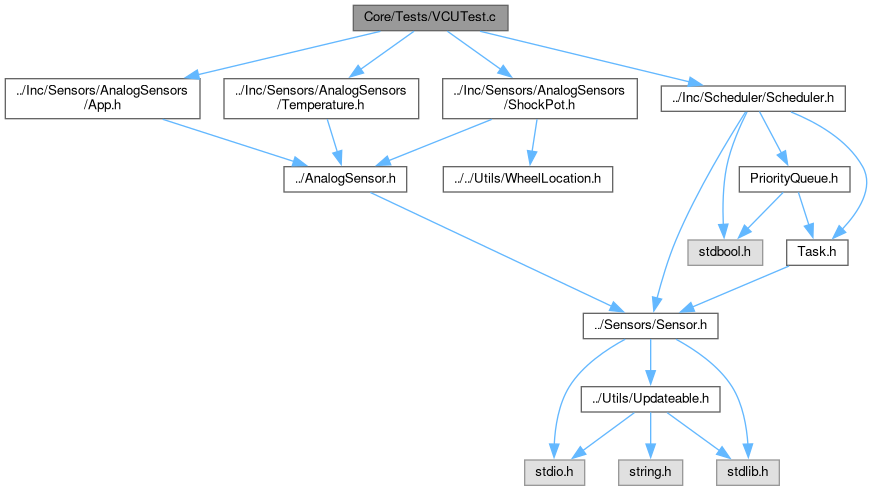 Core/Tests/VCUTest.c
../Inc/Sensors/AnalogSensors
/App.h
../Inc/Sensors/AnalogSensors
/Temperature.h
../Inc/Sensors/AnalogSensors
/ShockPot.h
../Inc/Scheduler/Scheduler.h
../AnalogSensor.h
../../Utils/WheelLocation.h
PriorityQueue.h
stdbool.h
Task.h
../Sensors/Sensor.h
../Utils/Updateable.h
stdio.h
string.h
stdlib.h